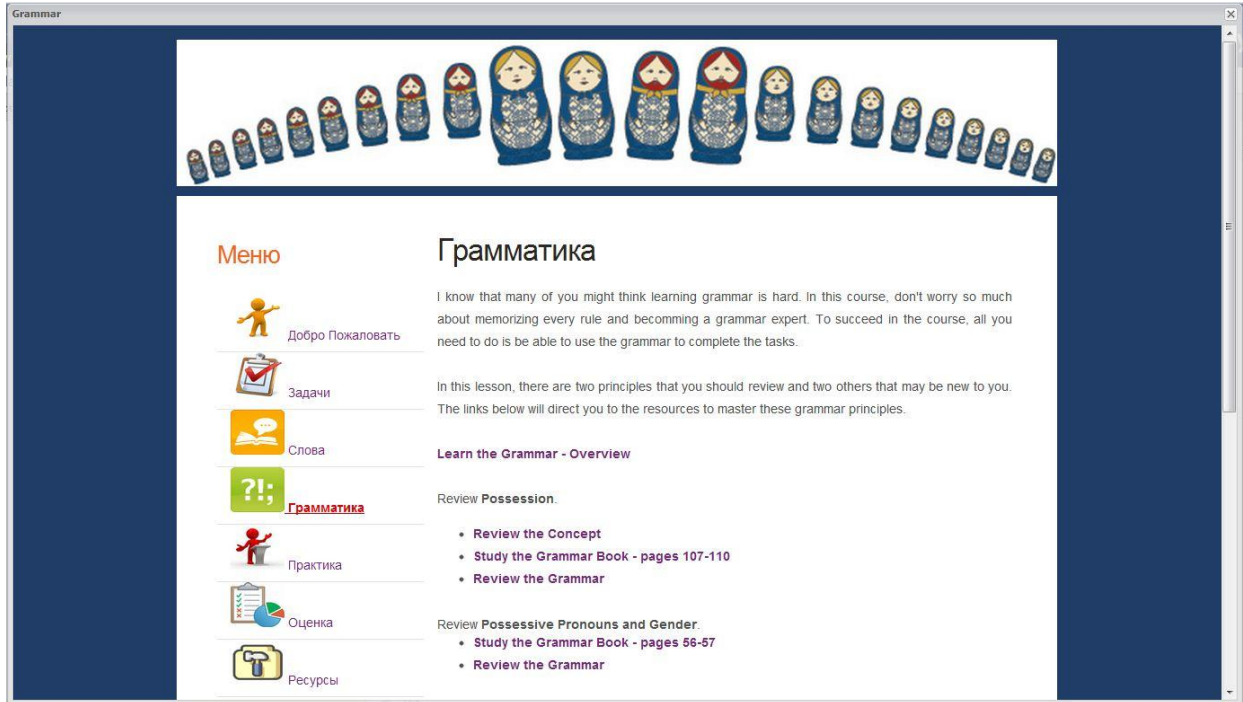 Grammar
Меню
Добро Пожаловать
Задачи
Слова
?!;
Грамматика
Практика
Оценка
Ресурсы
Грамматика
I know that many of you might think learning grammar is hard. In this course, don't worry so much
about memorizing every rule and becomming a grammar expert. To succeed in the course, all you
need to do is be able to use the grammar to complete the tasks.
In this lesson, there are two principles that you should review and two others that may be new to you.
The links below will direct you to the resources to master these grammar principles.
Learn the Grammar - Overview
Review Possession.
Review the Concept
Study the Grammar Book - pages 107-110
Review the Grammar
Review Possessive Pronouns and Gender.
Study the Grammar Book - pages 56-57
Review the Grammar